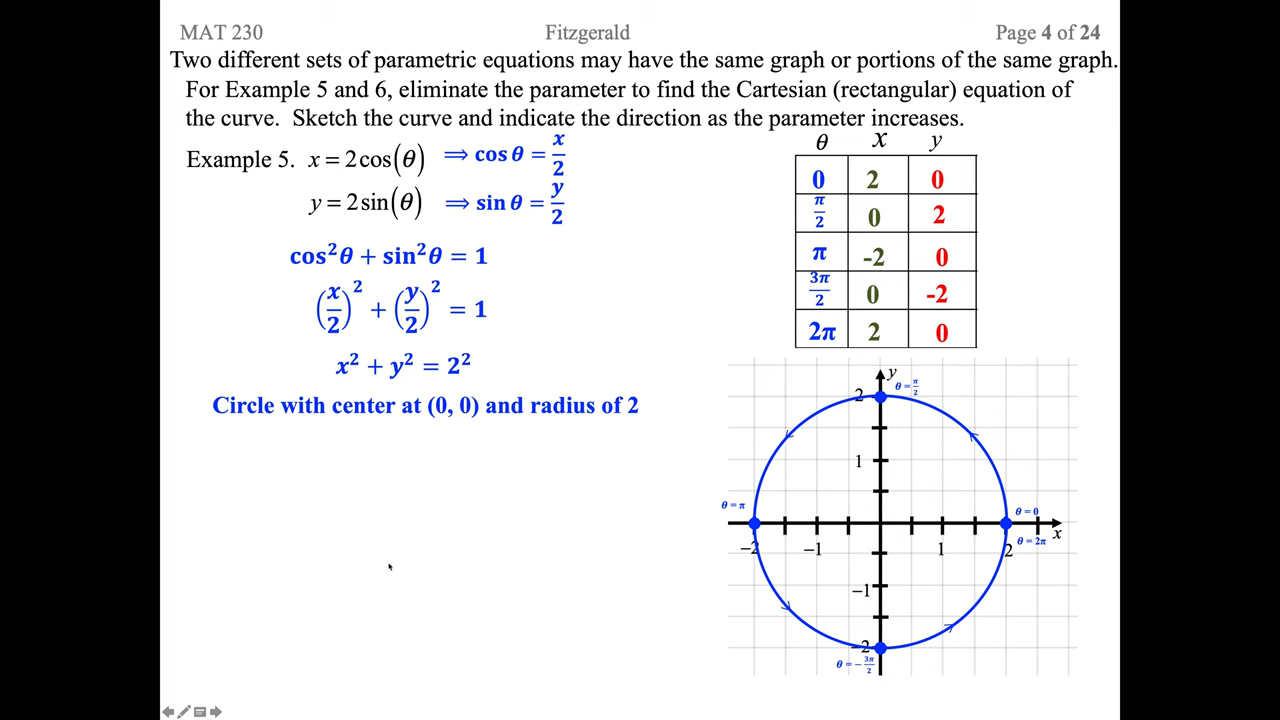 MAT 230 Fitzgerald Page 4 of 24
Two different sets of parametric equations may have the same graph or portions of the same graph.
For Example 5 and 6, eliminate the parameter to find the Cartesian (rectangular) equation of
the curve. Sketch the curve and indicate the direction as the parameter increases.
Example 5. x = 2cos(θ) ⟹ cos θ = x/2
y = 2sin(θ) ⟹ sin θ = y/2
cos²θ + sin²θ = 1
(x/2)² + (y/2)² = 1
x² + y² = 2²
Circle with center at (0, 0) and radius of 2
θ x y
0 2 0
π/2 0 2
π -2 0
3π/2 0 -2
2π 2 0
y
2 θ = π/2
1
θ = π
θ = 0
−2 −1 1 2 θ = 2π x
−1
−2
θ = − 3π/2